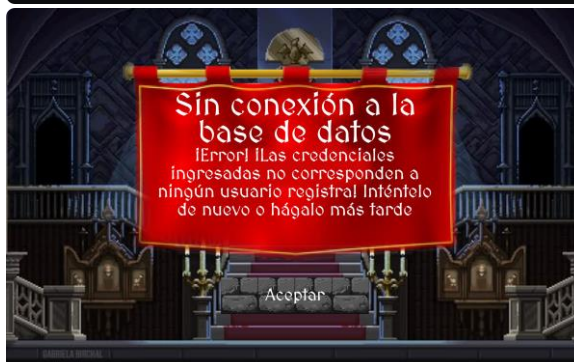 Sin conexión a la
base de datos
¡Error! ¡Las credenciales
ingresadas no corresponden a
ningún usuario registra! Inténtelo
de nuevo o hágalo más tarde
Aceptar